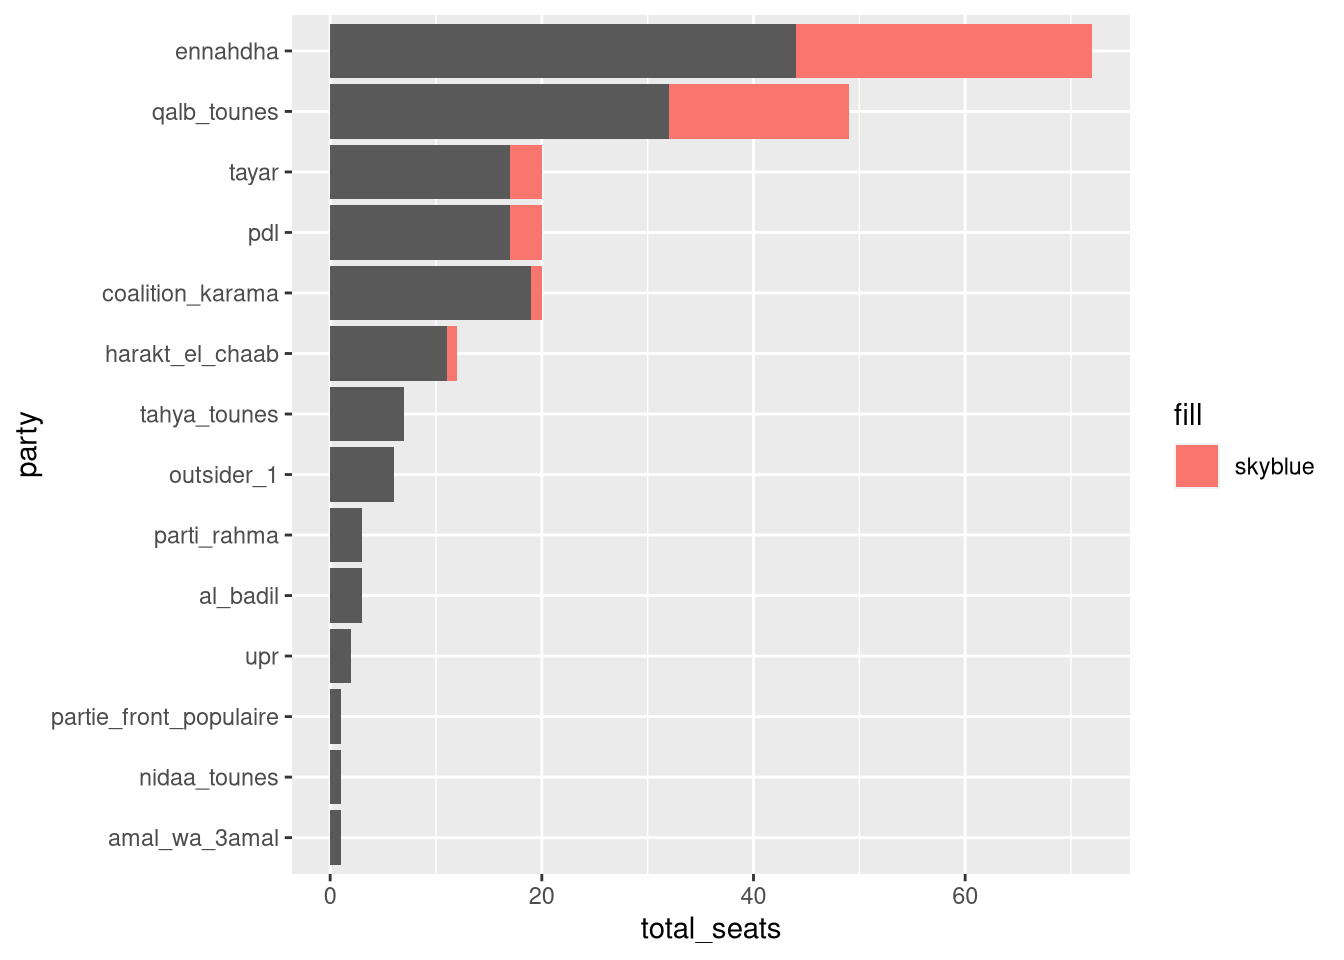 ennahdha
qalb_tounes
tayar
pdl
coalition_karama
harakt_el_chaab
tahya_tounes
outsider_1
parti_rahma
al_badil
upr
partie_front_populaire
nidaa_tounes
amal_wa_3amal
party
0 20 40 60
total_seats
fill
skyblue